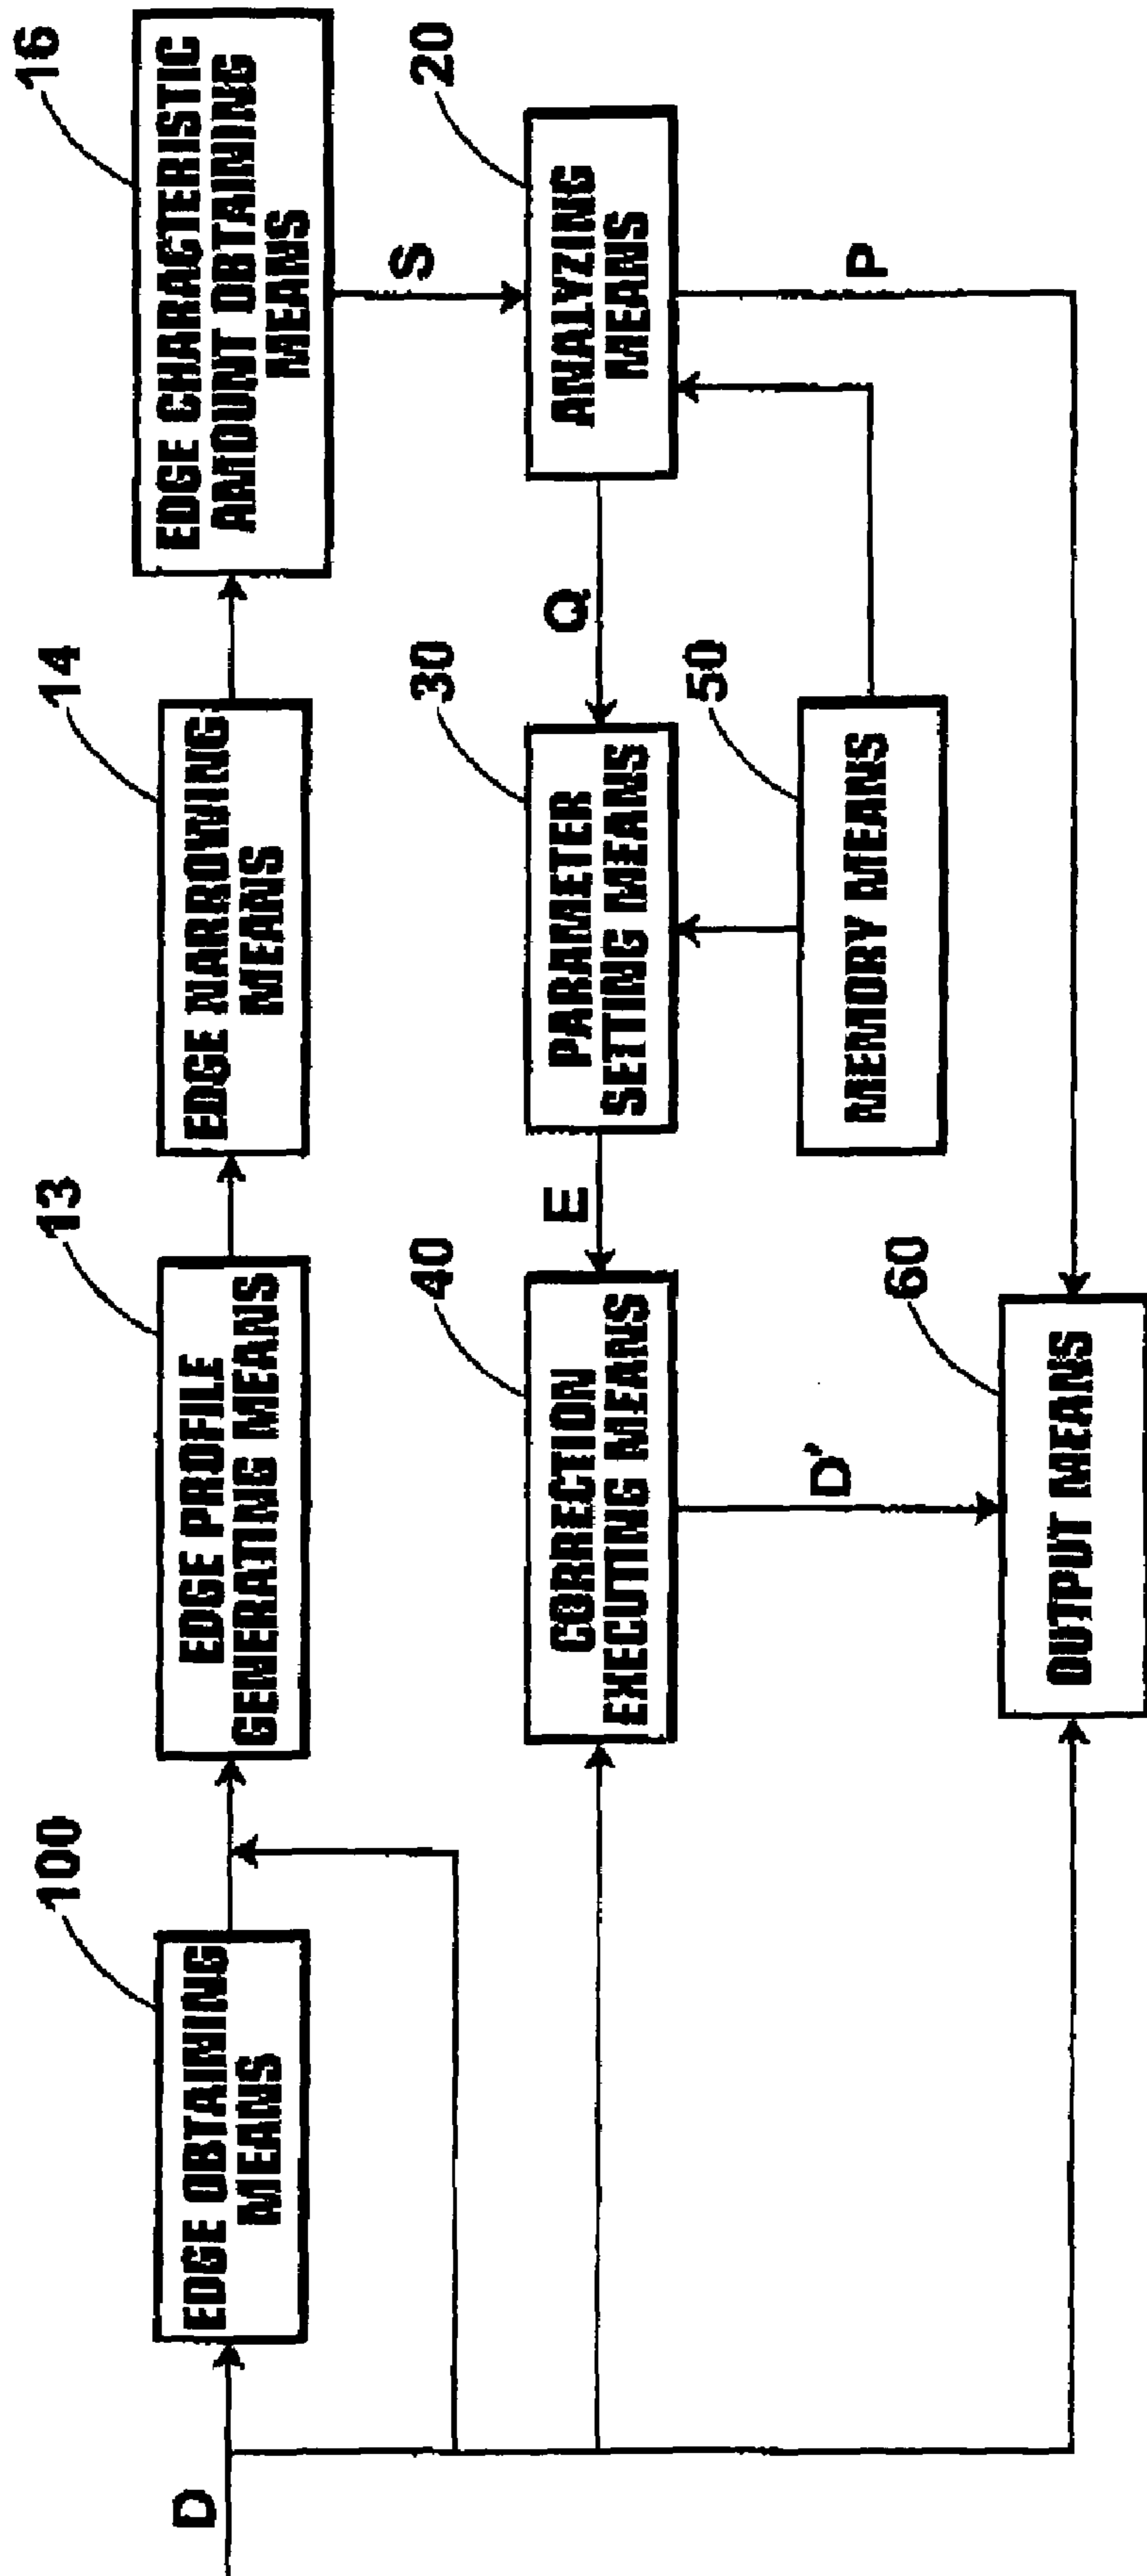 D
100
EDGE OBTAINING
MEANS
13
EDGE PROFILE
GENERATING MEANS
14
EDGE NARROWING
MEANS
16
EDGE CHARACTERISTIC
AMOUNT OBTAINING
MEANS
S
40
CORRECTION
EXECUTING MEANS
E
30
PARAMETER
SETTING MEANS
Q
20
ANALYZING
MEANS
D'
50
MEMORY MEANS
P
60
OUTPUT MEANS